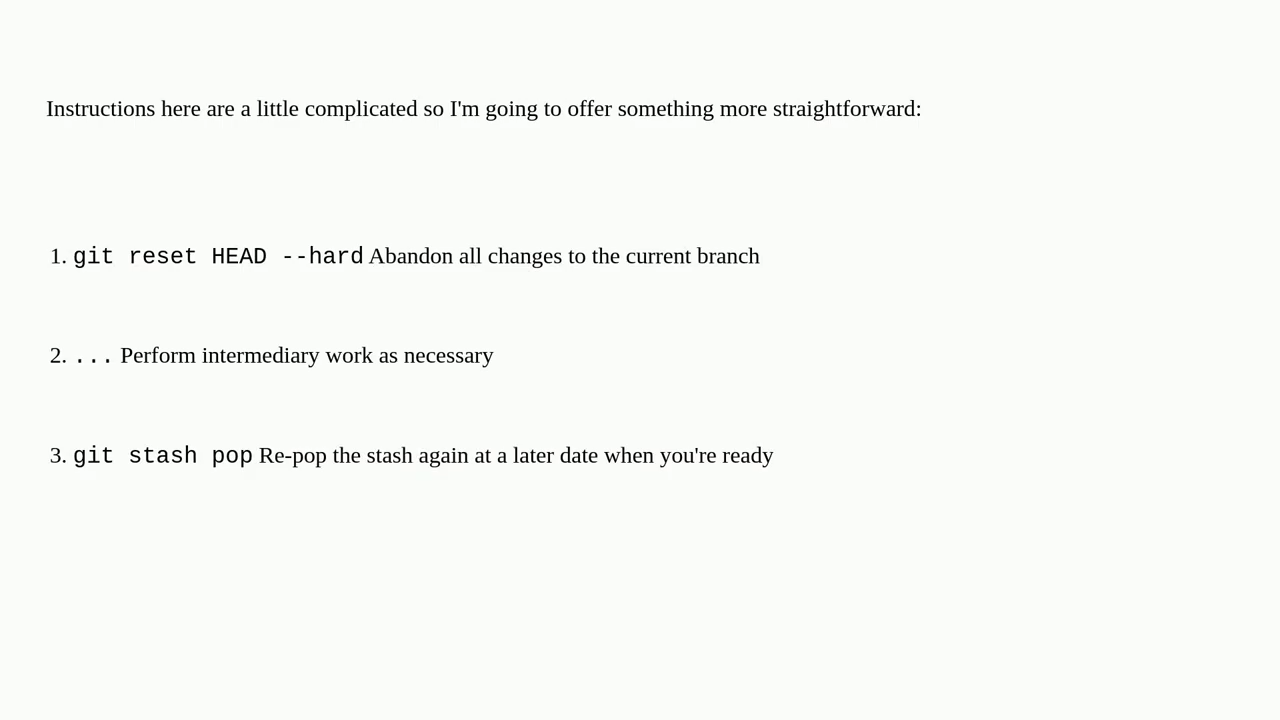 Instructions here are a little complicated so I'm going to offer something more straightforward:
1. git reset HEAD --hard Abandon all changes to the current branch
2. ... Perform intermediary work as necessary
3. git stash pop Re-pop the stash again at a later date when you're ready